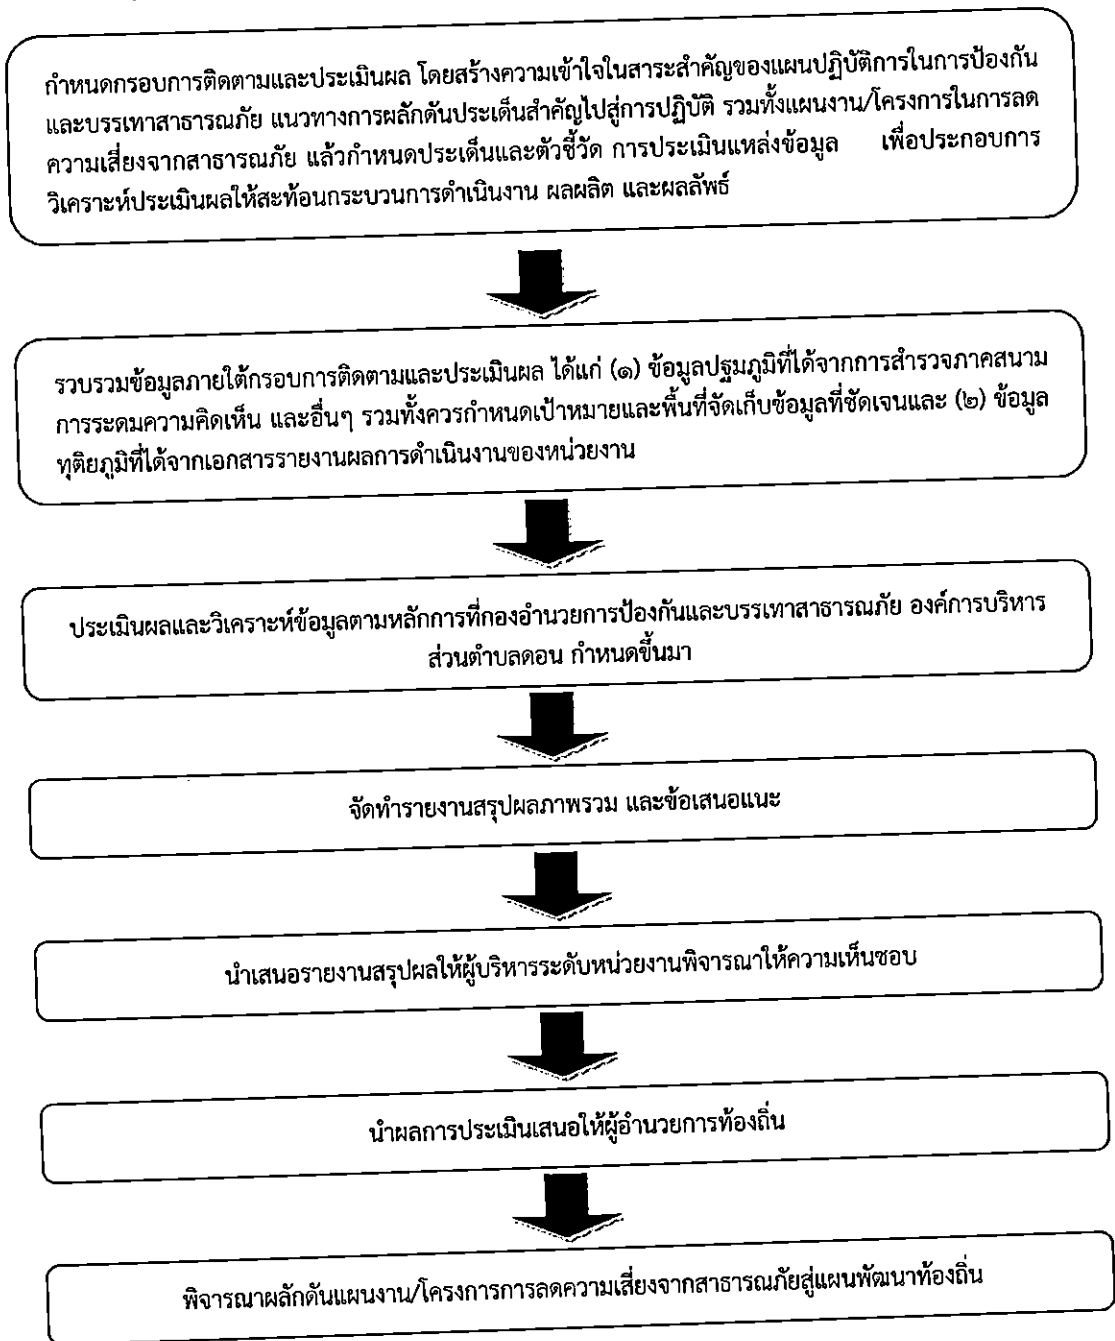 กำหนดกรอบการติดตามและประเมินผล โดยสร้างความเข้าใจในสาระสำคัญของแผนปฏิบัติการในการป้องกัน
และบรรเทาสาธารณภัย แนวทางการผลักดันประเด็นสำคัญไปสู่การปฏิบัติ รวมทั้งแผนงาน/โครงการในการลด
ความเสี่ยงจากสาธารณภัย แล้วกำหนดประเด็นและตัวชี้วัด การประเมินแหล่งข้อมูล เพื่อประกอบการ
วิเคราะห์ประเมินผลให้สะท้อนกระบวนการดำเนินงาน ผลผลิต และผลลัพธ์
รวบรวมข้อมูลภายใต้กรอบการติดตามและประเมินผล ได้แก่ (๑) ข้อมูลปฐมภูมิที่ได้จากการสำรวจภาคสนาม
การระดมความคิดเห็น และอื่นๆ รวมทั้งควรกำหนดเป้าหมายและพื้นที่จัดเก็บข้อมูลที่ชัดเจนและ (๒) ข้อมูล
ทุติยภูมิที่ได้จากเอกสารรายงานผลการดำเนินงานของหน่วยงาน
ประเมินผลและวิเคราะห์ข้อมูลตามหลักการที่กองอำนวยการป้องกันและบรรเทาสาธารณภัย องค์การบริหาร
ส่วนตำบลดอน กำหนดขึ้นมา
จัดทำรายงานสรุปผลภาพรวม และข้อเสนอแนะ
นำเสนอรายงานสรุปผลให้ผู้บริหารระดับหน่วยงานพิจารณาให้ความเห็นชอบ
นำผลการประเมินเสนอให้ผู้อำนวยการท้องถิ่น
พิจารณาผลักดันแผนงาน/โครงการการลดความเสี่ยงจากสาธารณภัยสู่แผนพัฒนาท้องถิ่น